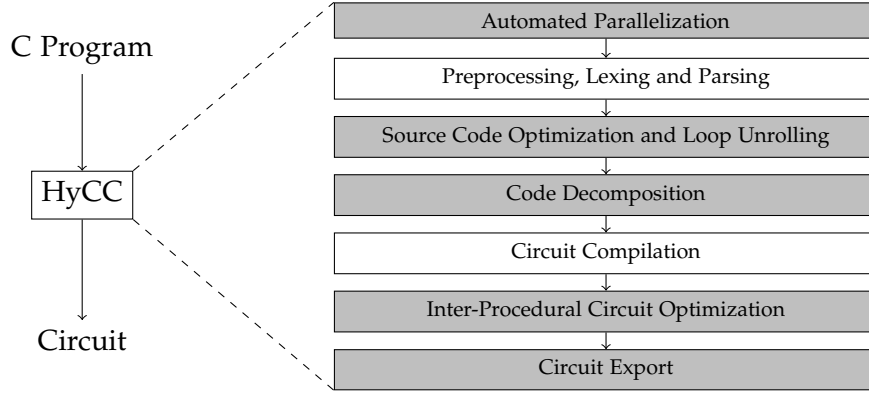 C Program
HyCC
Circuit
Automated Parallelization
Preprocessing, Lexing and Parsing
Source Code Optimization and Loop Unrolling
Code Decomposition
Circuit Compilation
Inter-Procedural Circuit Optimization
Circuit Export